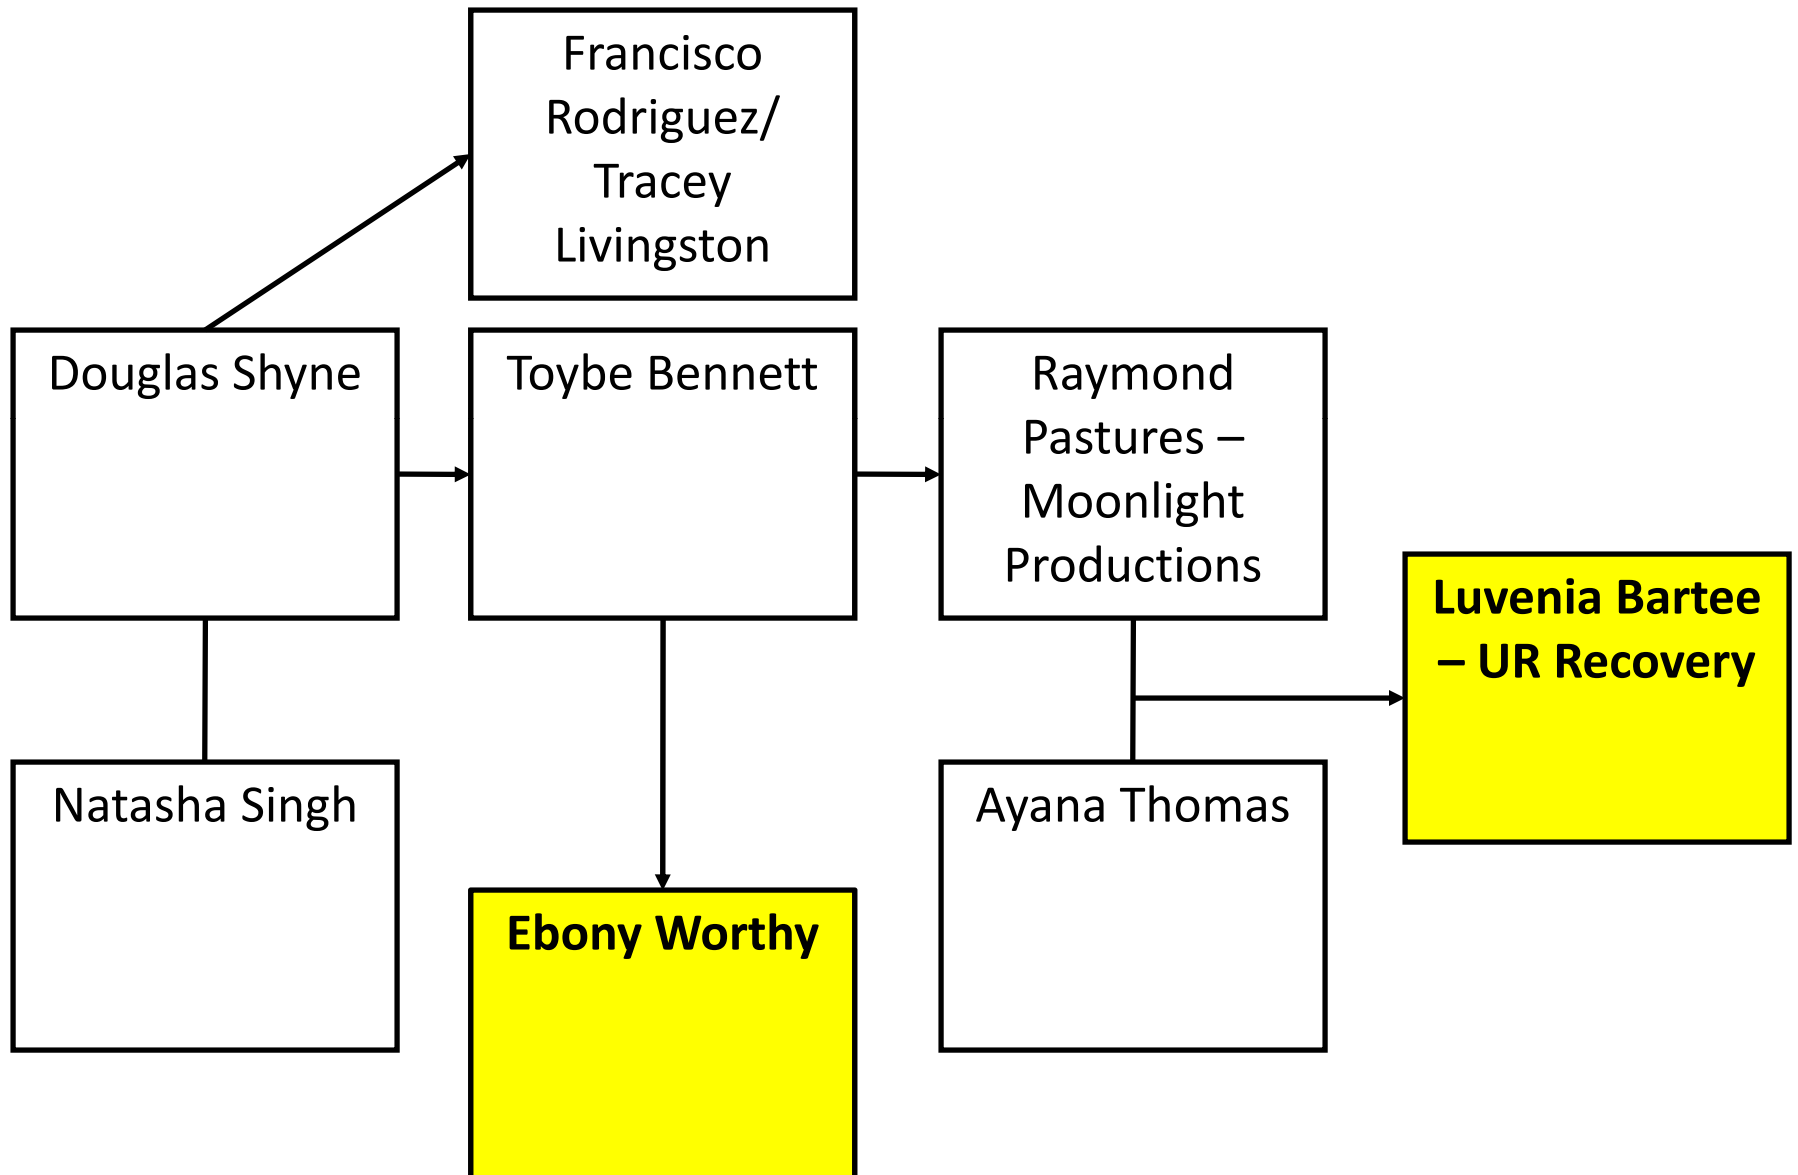 Francisco
Rodriguez/
Tracey
Livingston
Douglas Shyne
Toybe Bennett
Raymond
Pastures –
Moonlight
Productions
Luvenia Bartee
– UR Recovery
Natasha Singh
Ayana Thomas
Ebony Worthy